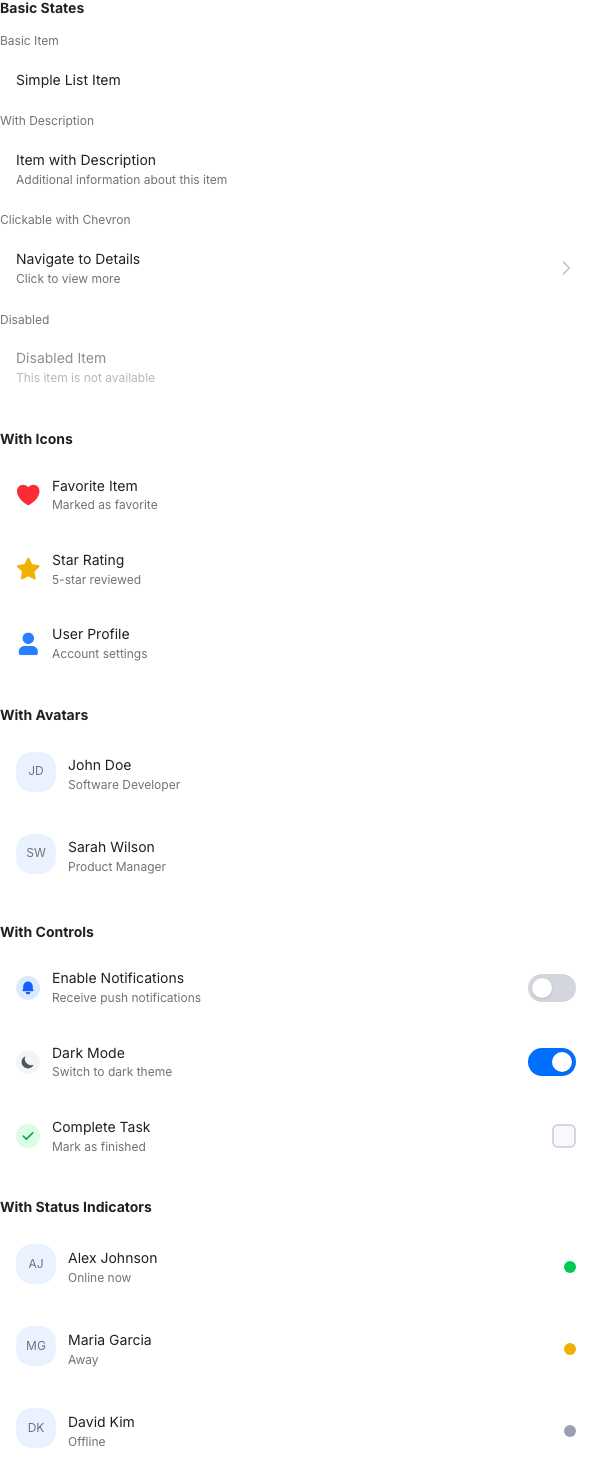 Basic States
Basic Item
Simple List Item
With Description
Item with Description
Additional information about this item
Clickable with Chevron
Navigate to Details
Click to view more
Disabled
Disabled Item
This item is not available
With Icons
Favorite Item
Marked as favorite
Star Rating
5-star reviewed
User Profile
Account settings
With Avatars
JD
John Doe
Software Developer
SW
Sarah Wilson
Product Manager
With Controls
Enable Notifications
Receive push notifications
Dark Mode
Switch to dark theme
Complete Task
Mark as finished
With Status Indicators
AJ
Alex Johnson
Online now
MG
Maria Garcia
Away
DK
David Kim
Offline